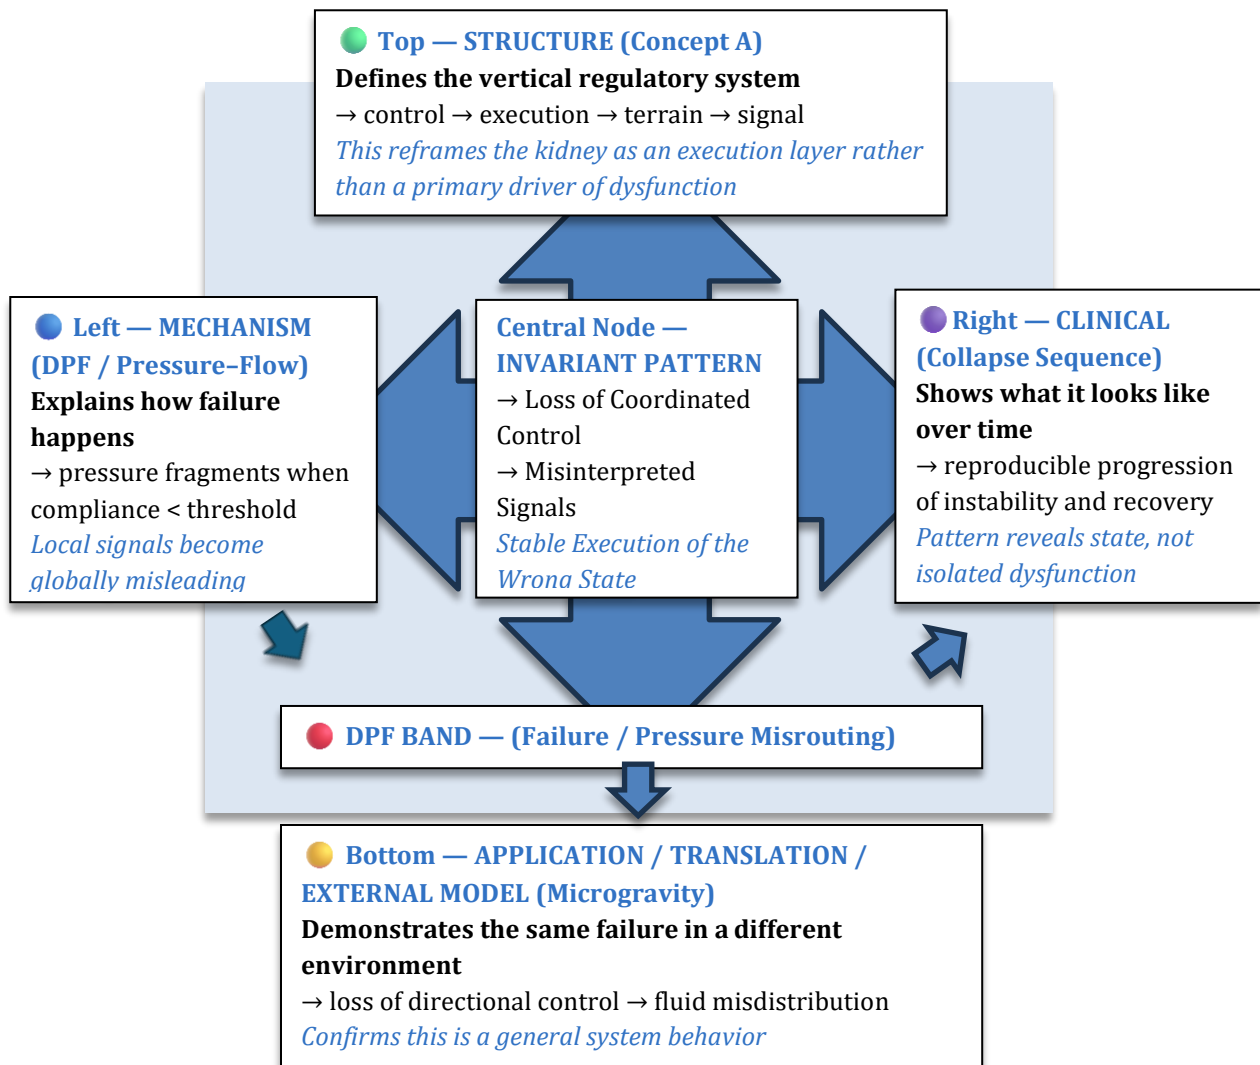 Top — STRUCTURE (Concept A)
Defines the vertical regulatory system
→ control → execution → terrain → signal
This reframes the kidney as an execution layer rather
than a primary driver of dysfunction
Left — MECHANISM
(DPF / Pressure–Flow)
Explains how failure
happens
→ pressure fragments when
compliance < threshold
Local signals become
globally misleading
Central Node —
INVARIANT PATTERN
→ Loss of Coordinated
Control
→ Misinterpreted
Signals
Stable Execution of the
Wrong State
Right — CLINICAL
(Collapse Sequence)
Shows what it looks like
over time
→ reproducible progression
of instability and recovery
Pattern reveals state, not
isolated dysfunction
DPF BAND — (Failure / Pressure Misrouting)
Bottom — APPLICATION / TRANSLATION /
EXTERNAL MODEL (Microgravity)
Demonstrates the same failure in a different
environment
→ loss of directional control → fluid misdistribution
Confirms this is a general system behavior